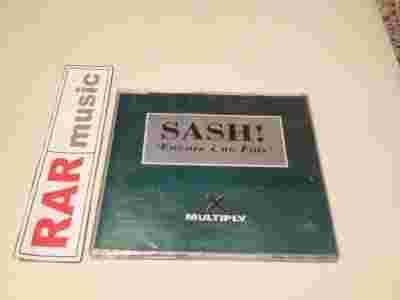 RAR music
SASH!
'Encore Une Fois'
MULTIPLY